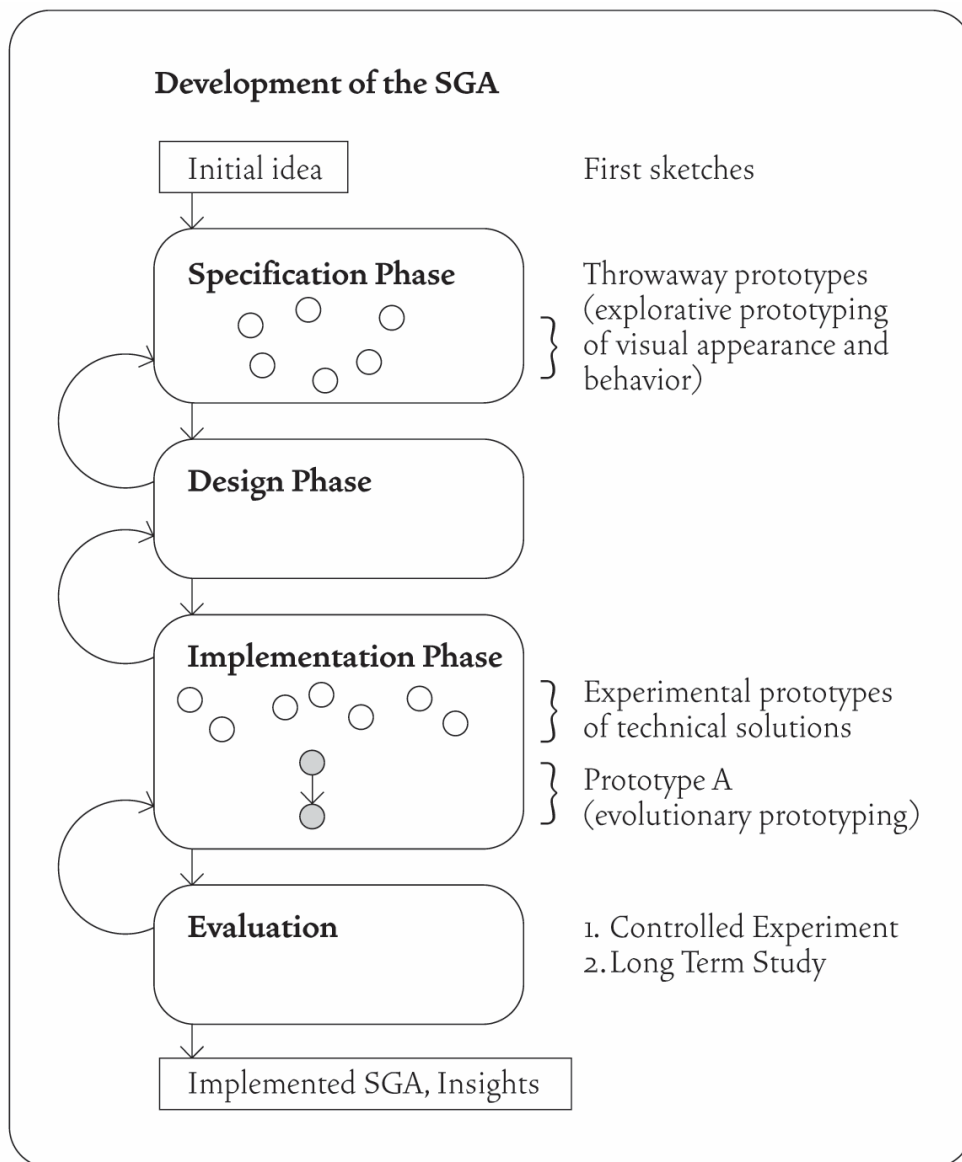 Development of the SGA
Initial idea
First sketches
Specification Phase
Throwaway prototypes
(explorative prototyping
of visual appearance and
behavior)
Design Phase
Implementation Phase
Experimental prototypes
of technical solutions
Prototype A
(evolutionary prototyping)
Evaluation
1. Controlled Experiment
2. Long Term Study
Implemented SGA, Insights